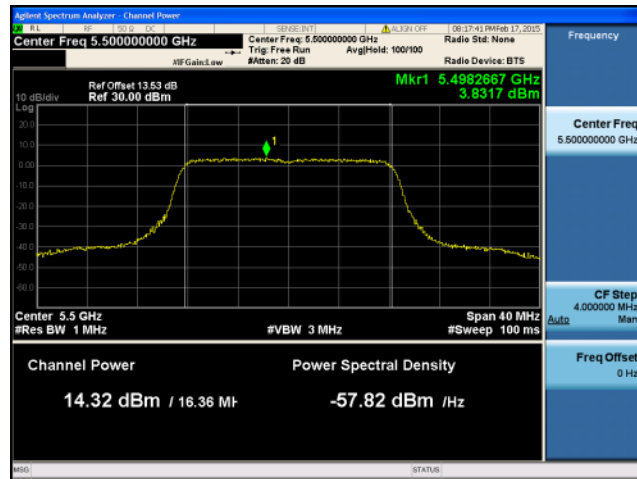 Agilent Spectrum Analyzer - Channel Power
RL RF 50 Ω DC SENSE:INT ALIGN OFF 08:17:41 PM Feb 17, 2015
Center Freq 5.500000000 GHz Center Freq: 5.500000000 GHz Radio Std: None
Trig: Free Run Avg|Hold: 100/100
#IFGain:Low #Atten: 20 dB Radio Device: BTS
Ref Offset 13.53 dB Mkr1 5.4982667 GHz
10 dB/div Ref 30.00 dBm 3.8317 dBm
Log
20.0
10.0
1
0.00
-10.0
-20.0
-30.0
-40.0
-50.0
-60.0
Center 5.5 GHz Span 40 MHz
#Res BW 1 MHz #VBW 3 MHz #Sweep 100 ms
Channel Power Power Spectral Density
14.32 dBm / 16.36 MH -57.82 dBm /Hz
MSG STATUS
Frequency
Center Freq
5.500000000 GHz
CF Step
4.000000 MHz
Auto Man
Freq Offset
0 Hz